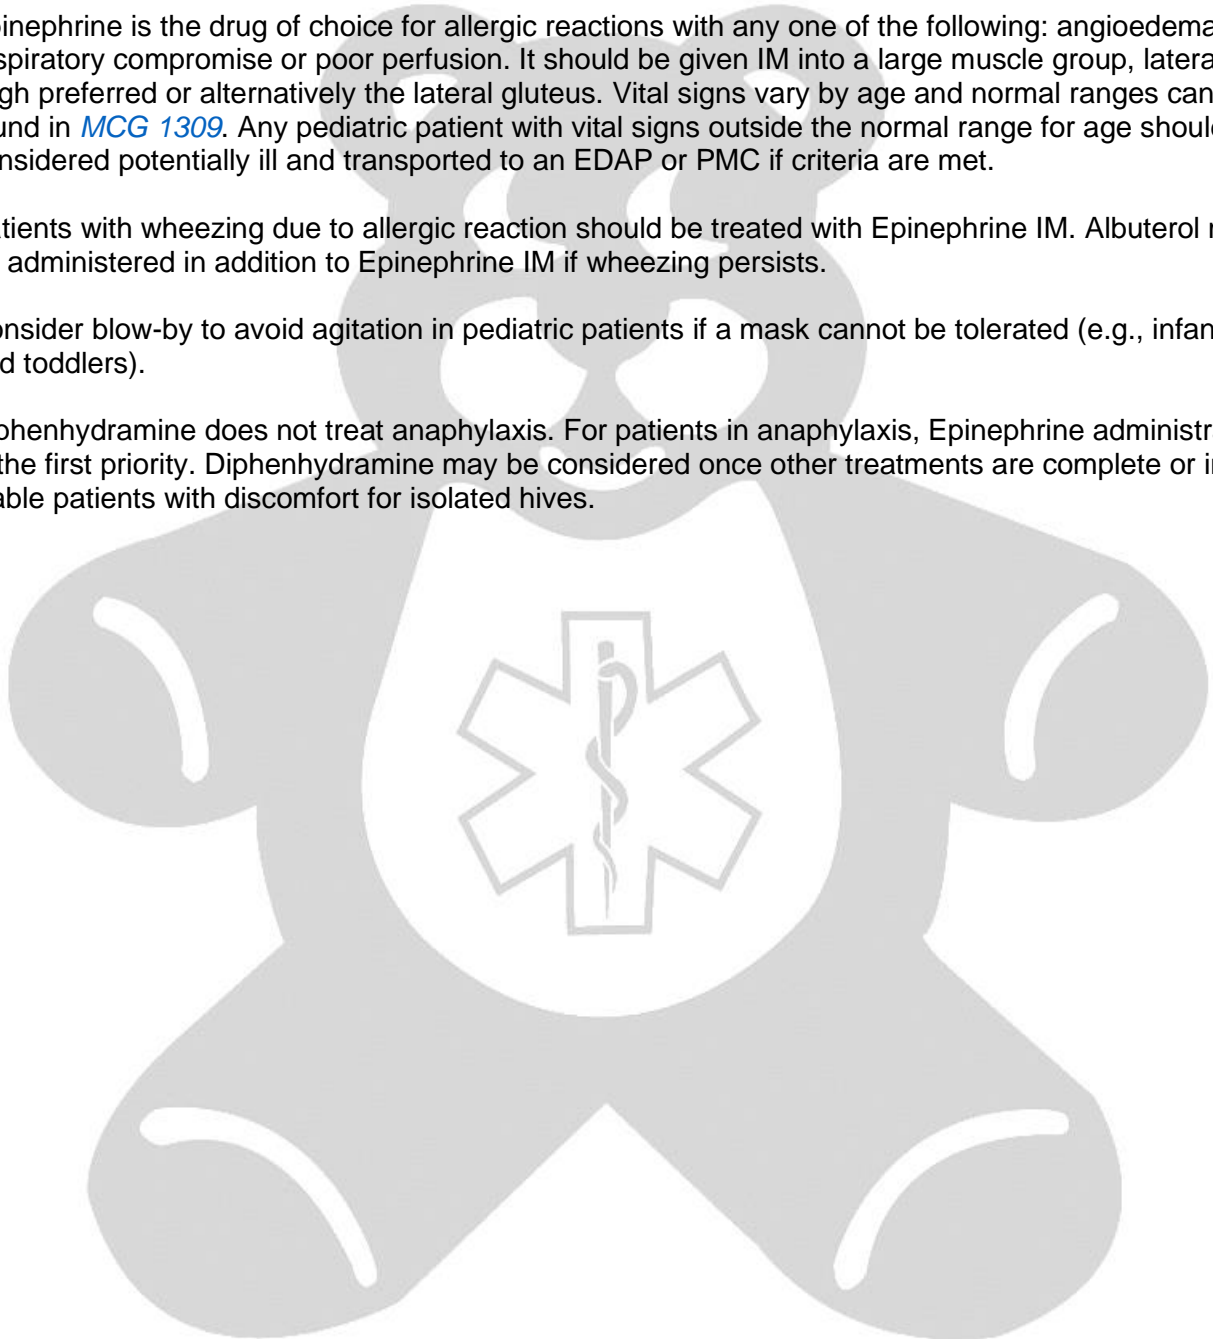 pinephrine is the drug of choice for allergic reactions with any one of the following: angioedema
spiratory compromise or poor perfusion. It should be given IM into a large muscle group, latera
gh preferred or alternatively the lateral gluteus. Vital signs vary by age and normal ranges can
und in MCG 1309. Any pediatric patient with vital signs outside the normal range for age shoul
onsidered potentially ill and transported to an EDAP or PMC if criteria are met.
atients with wheezing due to allergic reaction should be treated with Epinephrine IM. Albuterol
administered in addition to Epinephrine IM if wheezing persists.
onsider blow-by to avoid agitation in pediatric patients if a mask cannot be tolerated (e.g., infan
d toddlers).
phenhydramine does not treat anaphylaxis. For patients in anaphylaxis, Epinephrine administr
the first priority. Diphenhydramine may be considered once other treatments are complete or i
able patients with discomfort for isolated hives.